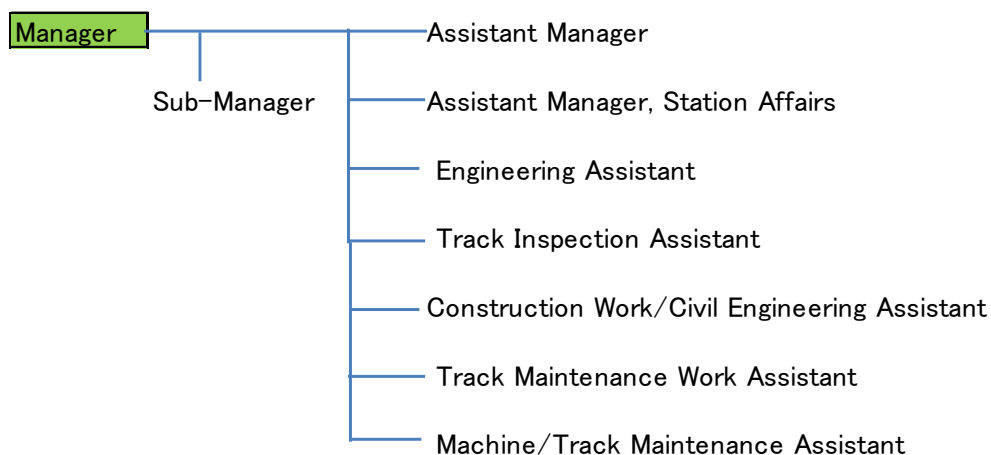 Manager
Assistant Manager
Sub-Manager
Assistant Manager, Station Affairs
Engineering Assistant
Track Inspection Assistant
Construction Work/Civil Engineering Assistant
Track Maintenance Work Assistant
Machine/Track Maintenance Assistant